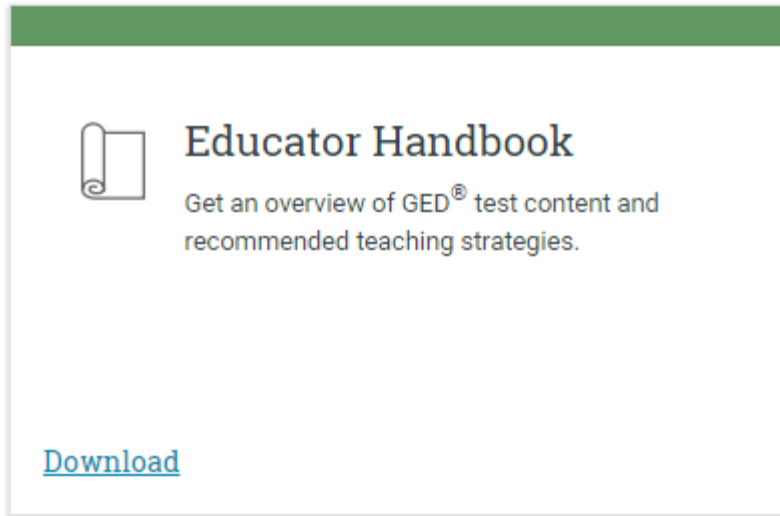 Educator Handbook
Get an overview of GED® test content and
recommended teaching strategies.
Download